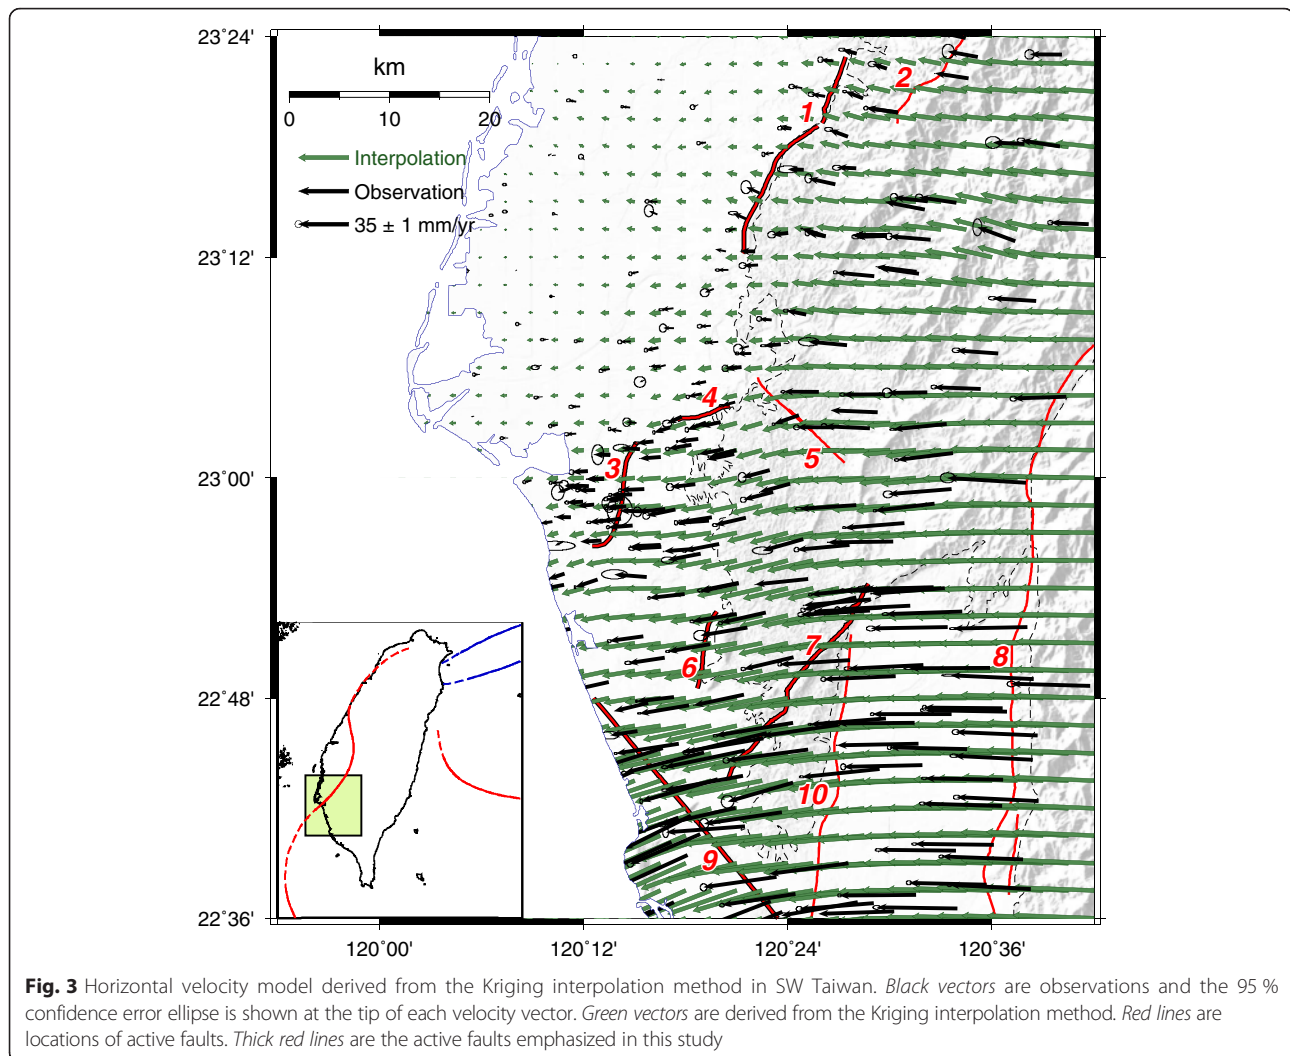 23°24'
km
0 10 20
Interpolation
Observation
35 ± 1 mm/yr
1
2
23°12'
4
3
5
23°00'
6
7
8
22°48'
10
9
22°36'
120°00' 120°12' 120°24' 120°36'
Fig. 3 Horizontal velocity model derived from the Kriging interpolation method in SW Taiwan. Black vectors are observations and the 95 %
confidence error ellipse is shown at the tip of each velocity vector. Green vectors are derived from the Kriging interpolation method. Red lines are
locations of active faults. Thick red lines are the active faults emphasized in this study